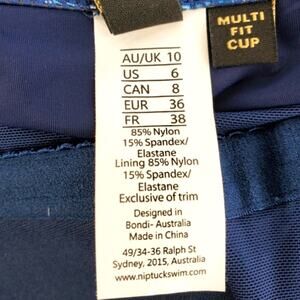 MULTI
FIT
CUP
AU/UK 10
US 6
CAN 8
EUR 36
FR 38
85% Nylon
15% Spandex/
Elastane
Lining 85% Nylon
15% Spandex/
Elastane
Exclusive of trim
Designed in
Bondi- Australia
Made in China
49/34-36 Ralph St
Sydney, 2015, Australia
www.niptuckswim.com